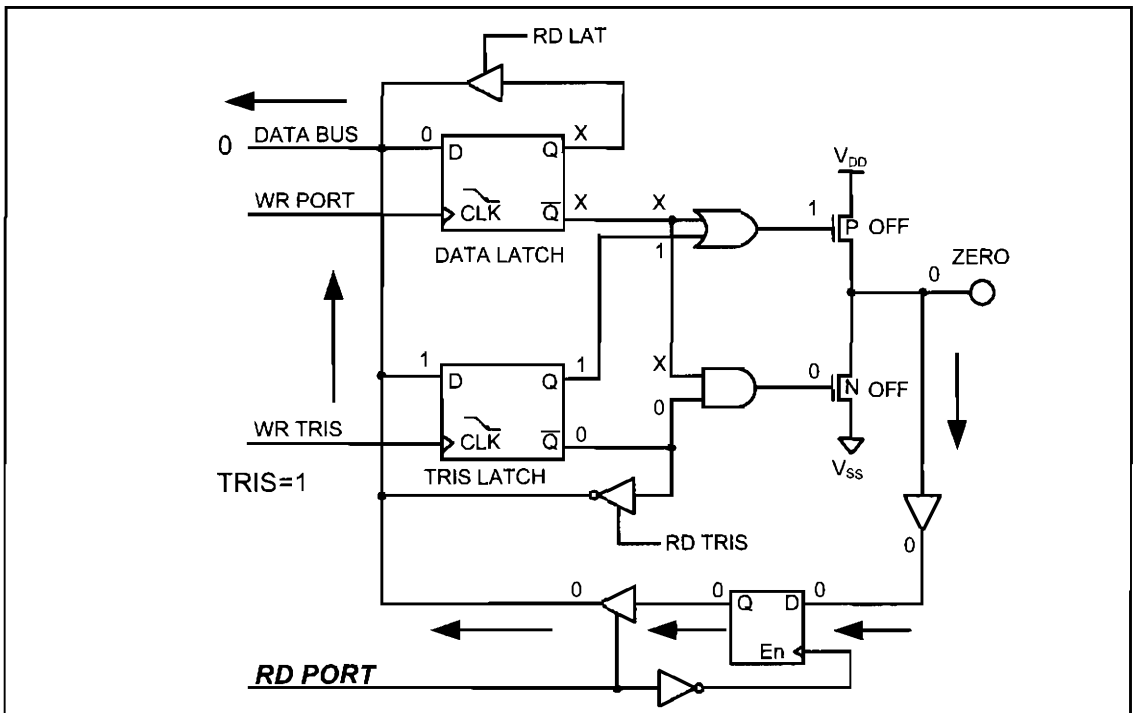 RD LAT
0 DATA BUS 0 D Q X
WR PORT CLK Q X X 1
DATA LATCH
V_DD
1 P OFF
0 ZERO
1 D Q 1
X 0 0 N OFF
WR TRIS CLK Q 0
TRIS=1 TRIS LATCH
V_SS
RD TRIS
0
0 0 Q D 0
En
RD PORT